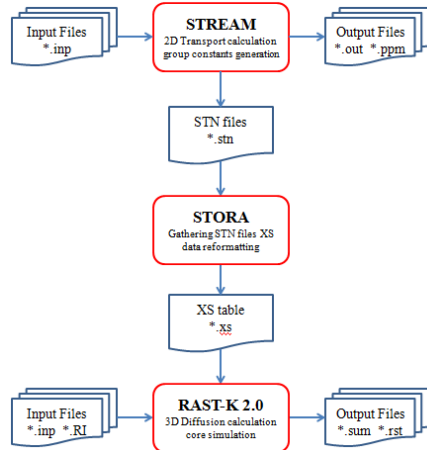 Input Files
*.inp
STREAM
2D Transport calculation
group constants generation
Output Files
*.out *.ppm
STN files
*.stn
STORA
Gathering STN files XS
data reformatting
XS table
*.xs
Input Files
*.inp *.RI
RAST-K 2.0
3D Diffusion calculation
core simulation
Output Files
*.sum *.rst